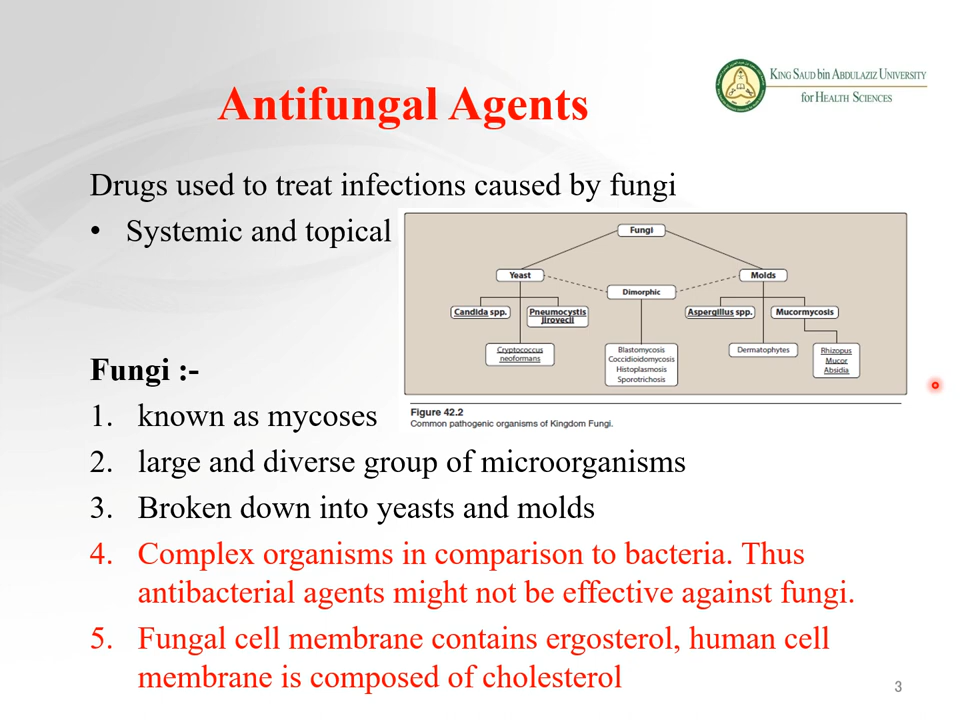 KING SAUD bin ABDULAZIZ UNIVERSITY
for HEALTH SCIENCES
Antifungal Agents
Drugs used to treat infections caused by fungi
• Systemic and topical
Fungi
Yeast
Molds
Dimorphic
Candida spp.
Pneumocystis
jirovecii
Aspergillus spp.
Mucormycosis
Cryptococcus
neoformans
Blastomycosis
Coccidioidomycosis
Histoplasmosis
Sporotrichosis
Dermatophytes
Rhizopus
Mucor
Absidia
Figure 42.2
Common pathogenic organisms of Kingdom Fungi.
Fungi :-
1. known as mycoses
2. large and diverse group of microorganisms
3. Broken down into yeasts and molds
4. Complex organisms in comparison to bacteria. Thus
antibacterial agents might not be effective against fungi.
5. Fungal cell membrane contains ergosterol, human cell
membrane is composed of cholesterol
3